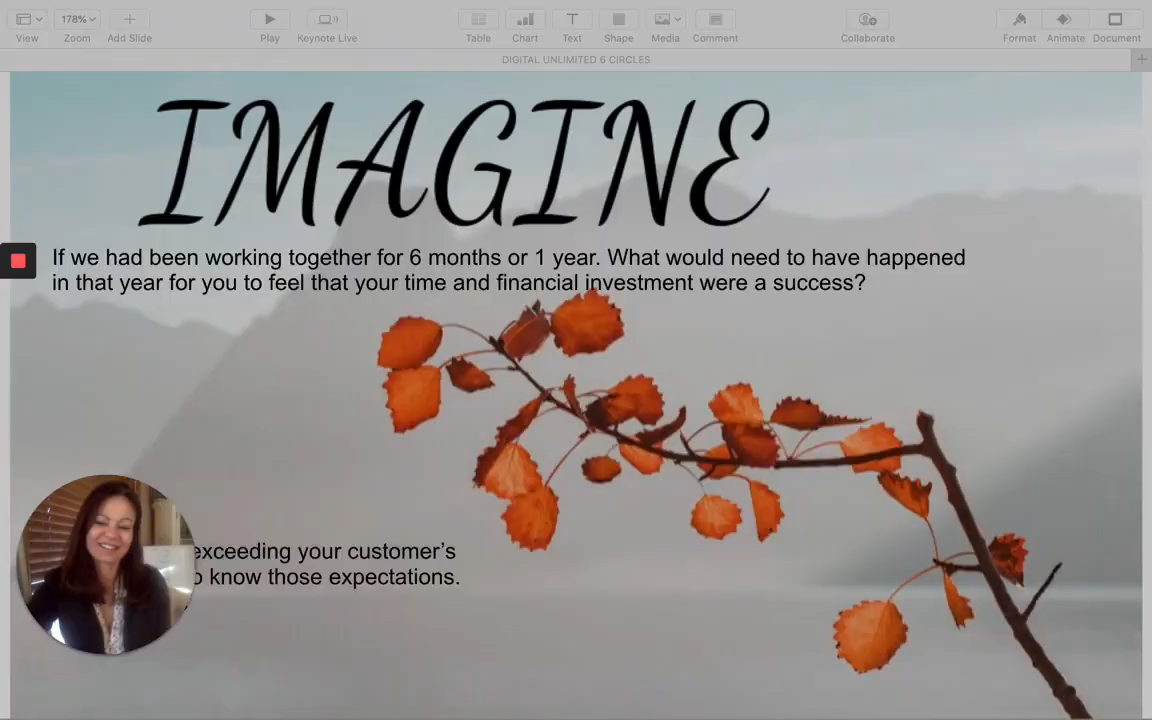 178%
View
Zoom
Add Slide
Play
Keynote Live
Table
Chart
Text
Shape
Media
Comment
Collaborate
Format
Animate
Document
DIGITAL UNLIMITED 6 CIRCLES
IMAGINE
If we had been working together for 6 months or 1 year. What would need to have happened
in that year for you to feel that your time and financial investment were a success?
exceeding your customer’s
know those expectations.